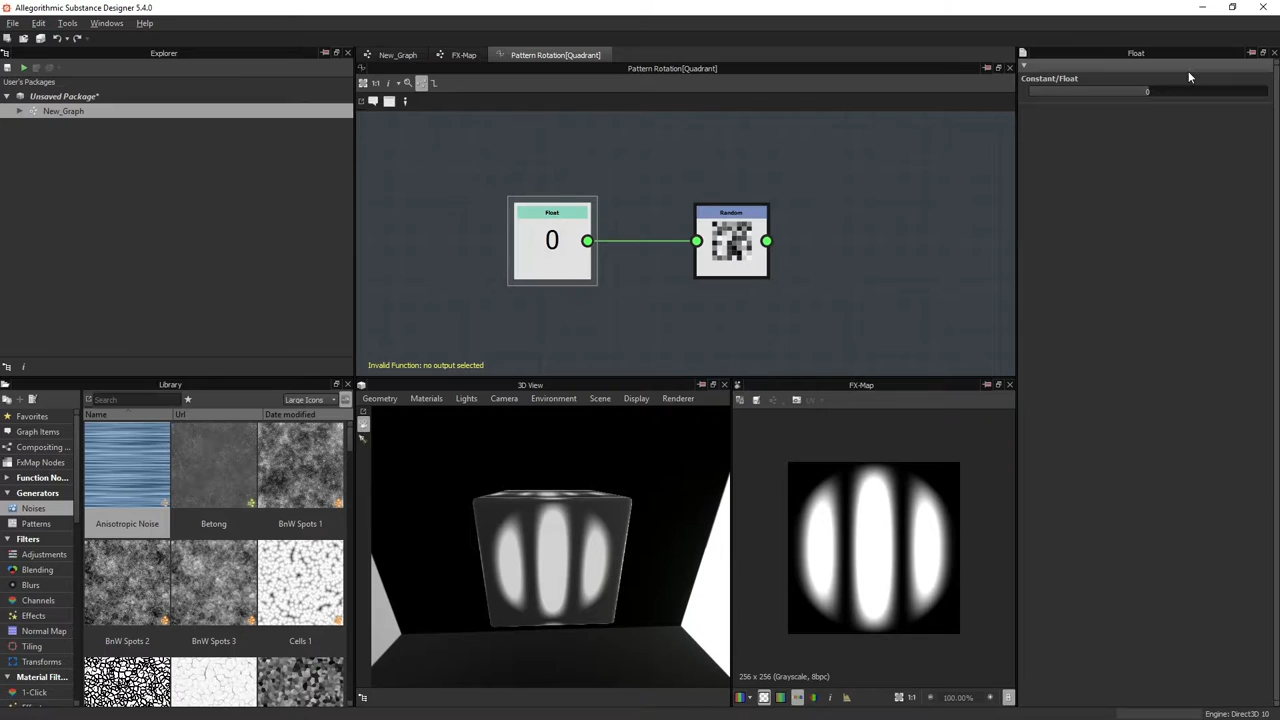 Allegorithmic Substance Designer 5.4.0
File Edit Tools Windows Help
Explorer
User's Packages
Unsaved Package*
New_Graph
New_Graph FX-Map Pattern Rotation[Quadrant]
Pattern Rotation[Quadrant]
1:1
Float
0
Random
Invalid Function: no output selected
Float
Constant/Float
0
Library
Search Large Icons
Name Url Date modified
Favorites
Graph Items
Compositing ...
FxMap Nodes
Function No...
Generators
Noises
Patterns
Filters
Adjustments
Blending
Blurs
Channels
Effects
Normal Map
Tiling
Transforms
Material Filt...
1-Click
Anisotropic Noise Betong BnW Spots 1
BnW Spots 2 BnW Spots 3 Cells 1
3D View
Geometry Materials Lights Camera Environment Scene Display Renderer
FX-Map
256 x 256 (Grayscale, 8bpc)
1:1 100.00%
Engine: Direct3D 10